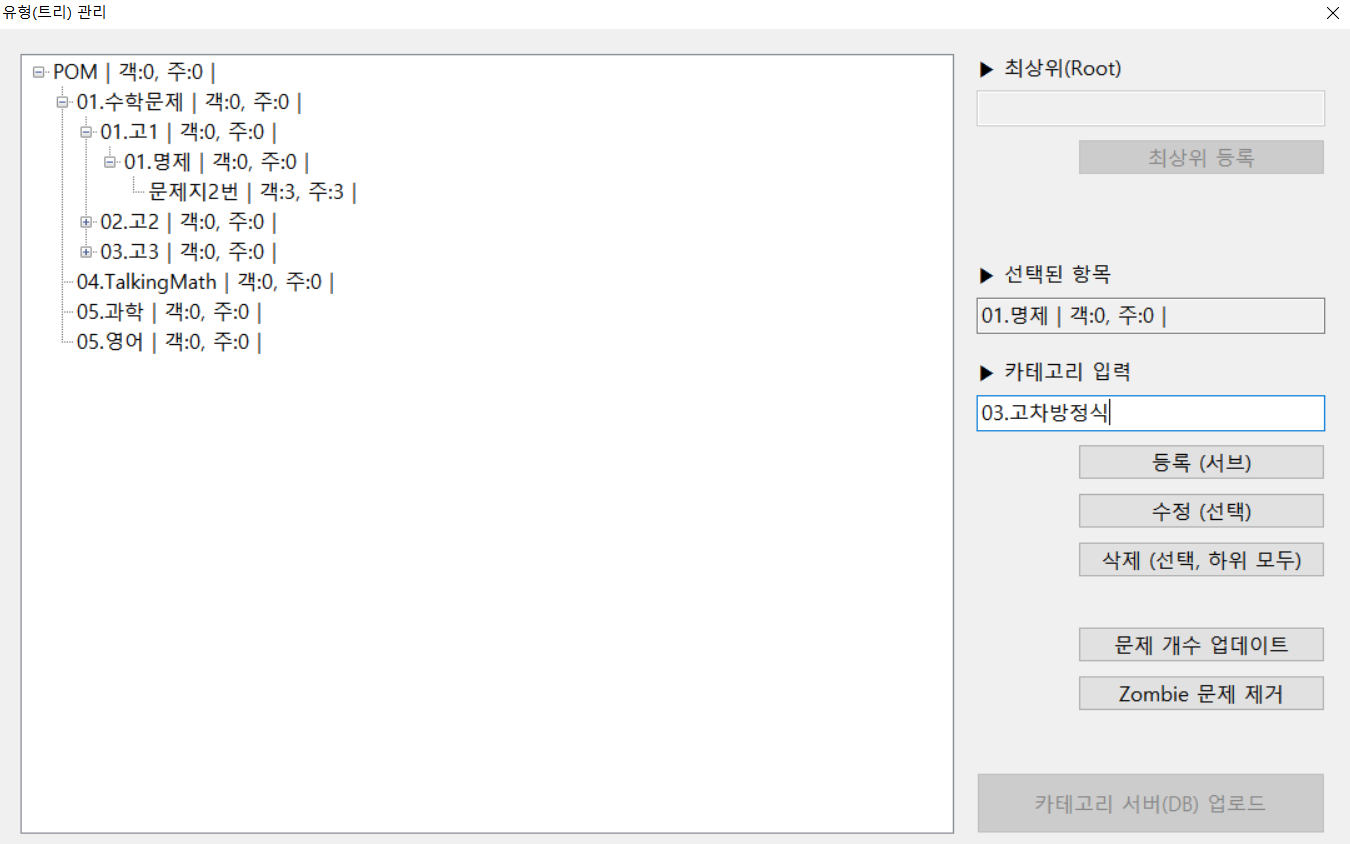 유형(트리) 관리
POM | 객:0, 주:0 |
01.수학문제 | 객:0, 주:0 |
01.고1 | 객:0, 주:0 |
01.명제 | 객:0, 주:0 |
문제지2번 | 객:3, 주:3 |
02.고2 | 객:0, 주:0 |
03.고3 | 객:0, 주:0 |
04.TalkingMath | 객:0, 주:0 |
05.과학 | 객:0, 주:0 |
05.영어 | 객:0, 주:0 |
▶ 최상위(Root)
최상위 등록
▶ 선택된 항목
01.명제 | 객:0, 주:0 |
▶ 카테고리 입력
03.고차방정식
등록 (서브)
수정 (선택)
삭제 (선택, 하위 모두)
문제 개수 업데이트
Zombie 문제 제거
카테고리 서버(DB) 업로드